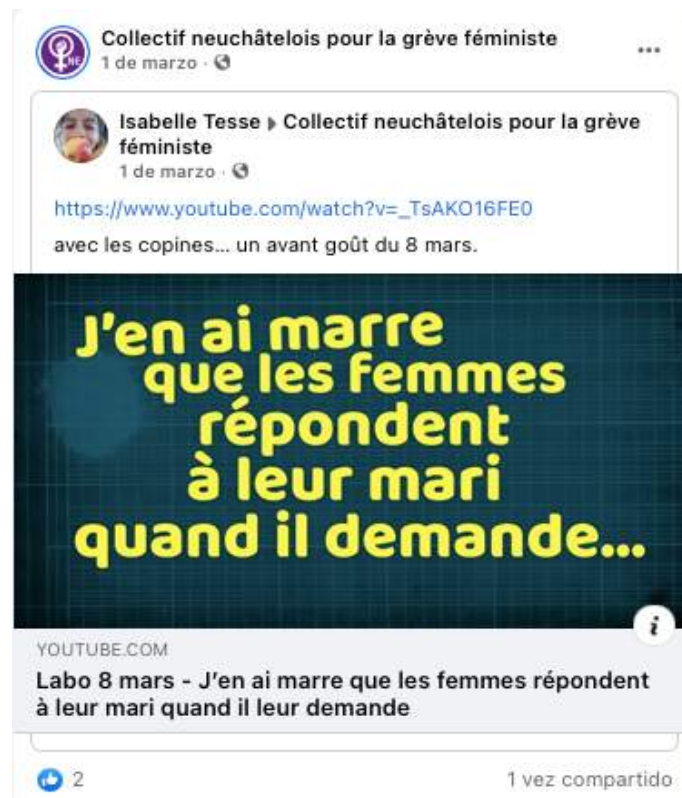 Collectif neuchâtelois pour la grève féministe
1 de marzo ·
Isabelle Tesse ▸ Collectif neuchâtelois pour la grève
féministe
1 de marzo ·
https://www.youtube.com/watch?v=_TsAKO16FE0
avec les copines... un avant goût du 8 mars.
J'en ai marre
que les femmes
répondent
à leur mari
quand il demande...
i
YOUTUBE.COM
Labo 8 mars - J'en ai marre que les femmes répondent
à leur mari quand il leur demande
2
1 vez compartido
NE